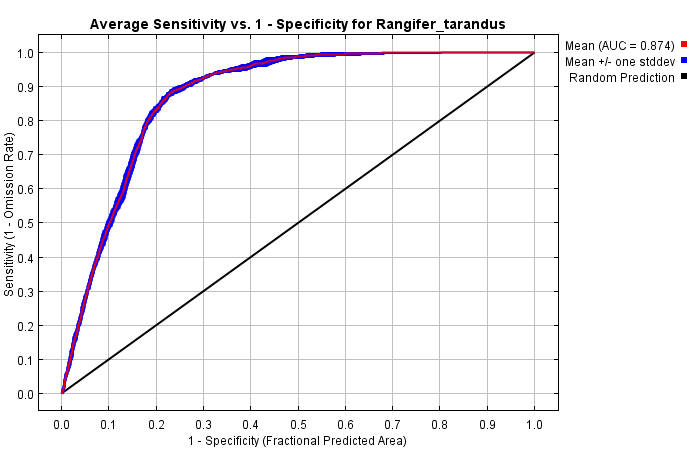 Average Sensitivity vs. 1 - Specificity for Rangifer_tarandus
Mean (AUC = 0.874)
Mean +/- one stddev
Random Prediction
Sensitivity (1 - Omission Rate)
1.0
0.9
0.8
0.7
0.6
0.5
0.4
0.3
0.2
0.1
0.0
0.0 0.1 0.2 0.3 0.4 0.5 0.6 0.7 0.8 0.9 1.0
1 - Specificity (Fractional Predicted Area)